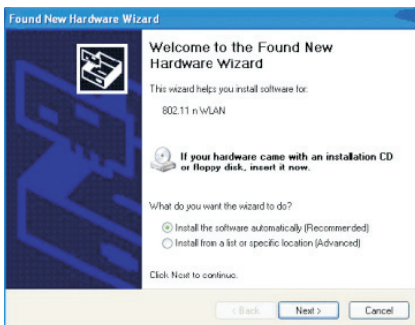 Found New Hardware Wizard
Welcome to the Found New
Hardware Wizard
This wizard helps you install software for:
802.11 n WLAN
If your hardware came with an installation CD
or floppy disk, insert it now.
What do you want the wizard to do?
Install the software automatically (Recommended)
Install from a list or specific location (Advanced)
Click Next to continue.
< Back
Next >
Cancel